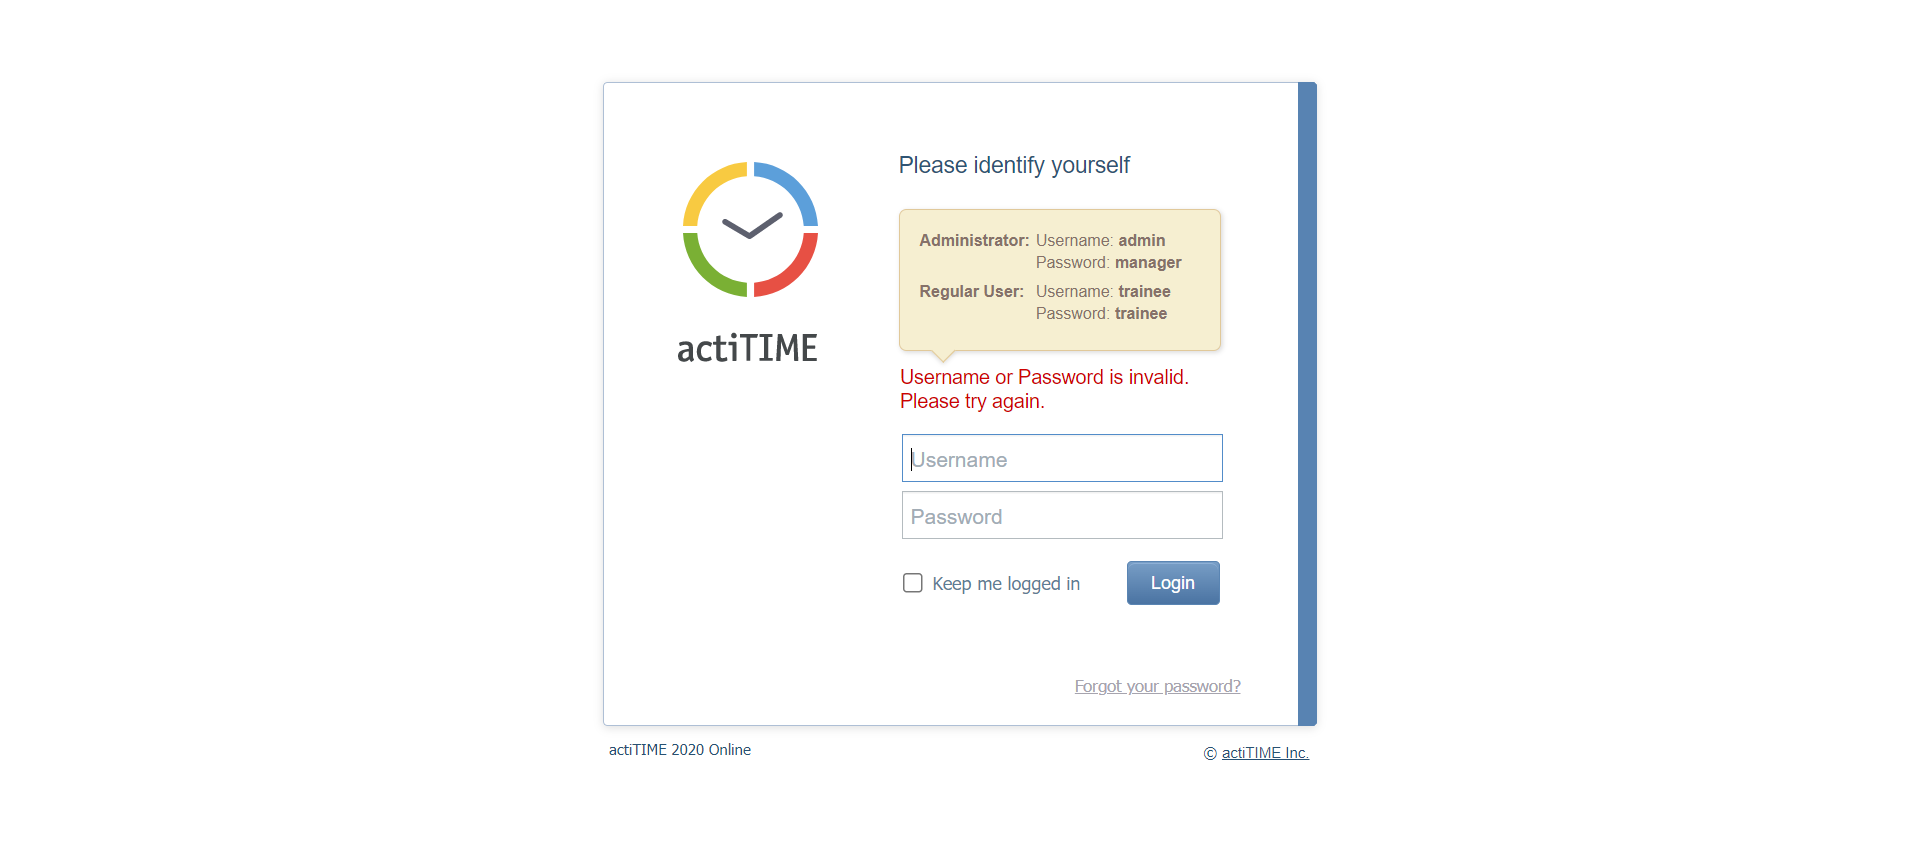 Please identify yourself
Administrator: Username: admin
Password: manager
Regular User: Username: trainee
Password: trainee
actiTIME
Username or Password is invalid.
Please try again.
Username
Password
Keep me logged in
Login
Forgot your password?
actiTIME 2020 Online
© actiTIME Inc.